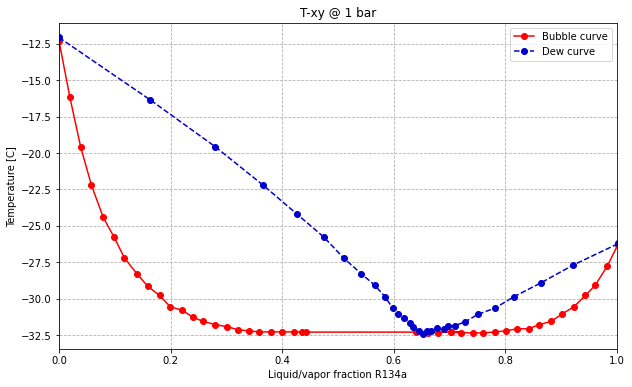 T-xy @ 1 bar
Bubble curve
Dew curve
Temperature [C]
−12.5
−15.0
−17.5
−20.0
−22.5
−25.0
−27.5
−30.0
−32.5
0.0 0.2 0.4 0.6 0.8 1.0
Liquid/vapor fraction R134a